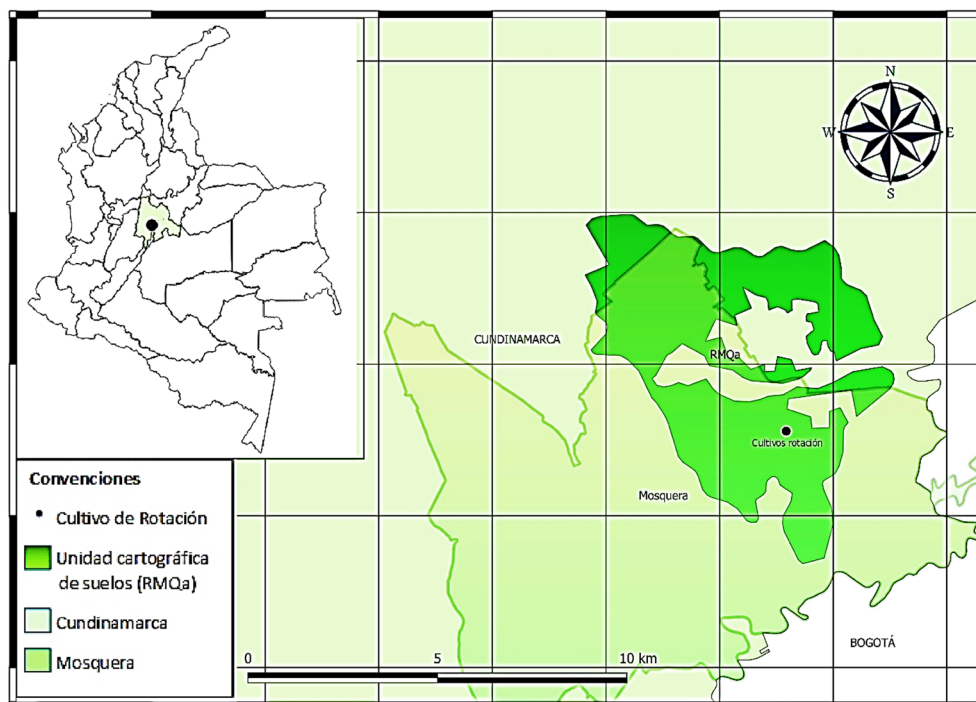 N
W
E
S
CUNDINAMARCA
RMQa
Cultivos rotación
Mosquera
BOGOTÁ
Convenciones
Cultivo de Rotación
Unidad cartográfica
de suelos (RMQa)
Cundinamarca
Mosquera
0 5 10 km